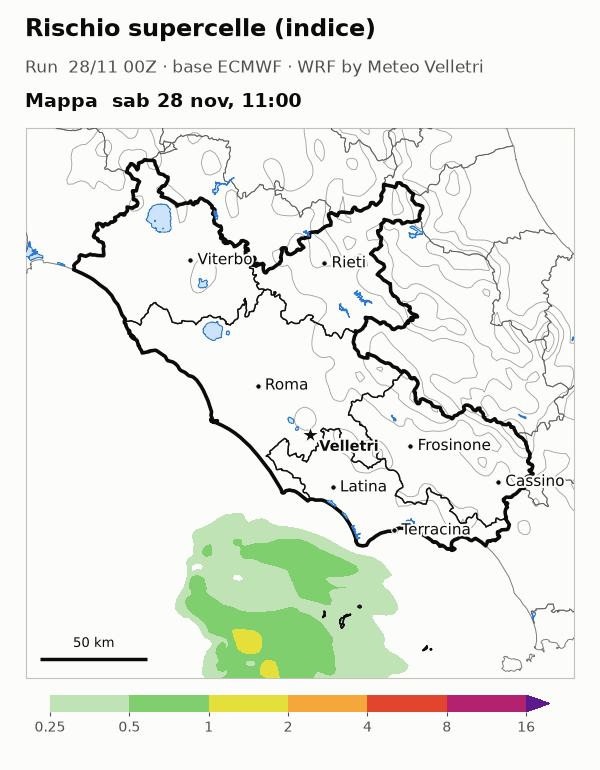 Rischio supercelle (indice)
Run  28/11 00Z · base ECMWF · WRF by Meteo Velletri
Mappa  sab 28 nov, 11:00
Viterbo
Rieti
Roma
Velletri
Frosinone
Latina
Cassino
Terracina
50 km
0.25 0.5 1 2 4 8 16